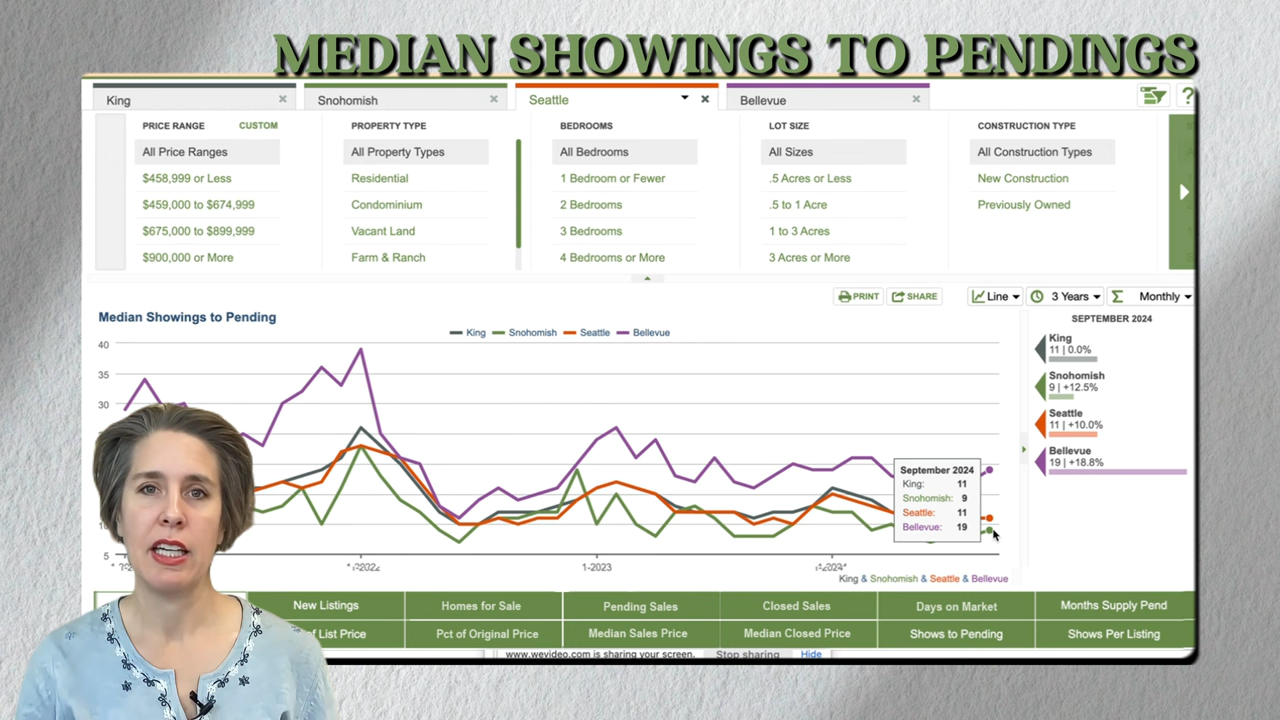 MEDIAN SHOWINGS TO PENDINGS
King × Snohomish × Seattle × Bellevue × ?
PRICE RANGE CUSTOM PROPERTY TYPE BEDROOMS LOT SIZE CONSTRUCTION TYPE
All Price Ranges All Property Types All Bedrooms All Sizes All Construction Types
$458,999 or Less Residential 1 Bedroom or Fewer .5 Acres or Less New Construction
$459,000 to $674,999 Condominium 2 Bedrooms .5 to 1 Acre Previously Owned
$675,000 to $899,999 Vacant Land 3 Bedrooms 1 to 3 Acres
$900,000 or More Farm & Ranch 4 Bedrooms or More 3 Acres or More
PRINT SHARE Line 3 Years Σ Monthly
Median Showings to Pending
King Snohomish Seattle Bellevue
40
35
30
5
1-2022 1-2023 1-2024
September 2024
King: 11
Snohomish: 9
Seattle: 11
Bellevue: 19
SEPTEMBER 2024
King
11 | 0.0%
Snohomish
9 | +12.5%
Seattle
11 | +10.0%
Bellevue
19 | +18.8%
King & Snohomish & Seattle & Bellevue
New Listings Homes for Sale Pending Sales Closed Sales Days on Market Months Supply Pend
of List Price Pct of Original Price Median Sales Price Median Closed Price Shows to Pending Shows Per Listing
www.wevideo.com is sharing your screen. Stop sharing Hide